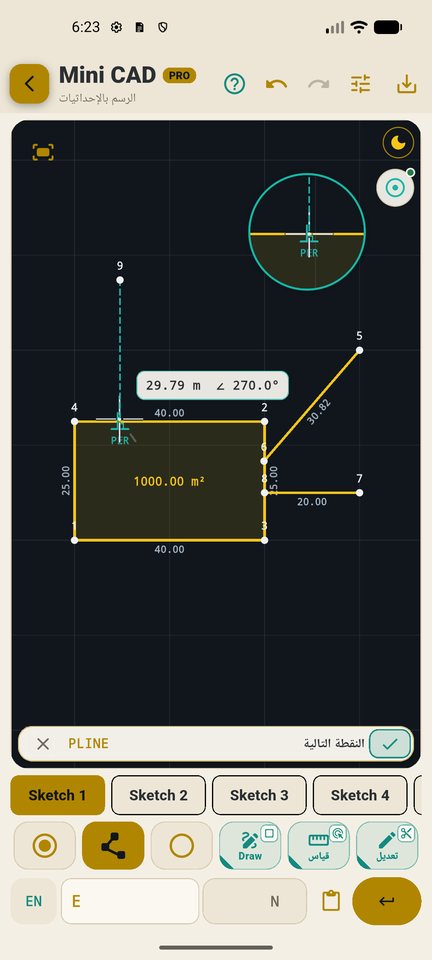 6:23
Mini CAD PRO
الرسم بالإحداثيات
PER
9
5
29.79 m ∠ 270.0°
4
40.00
2
30.82
PER
6
25.00
1000.00 m²
25.00
8
7
20.00
1
3
40.00
PLINE
النقطة التالية
Sketch 1
Sketch 2
Sketch 3
Sketch 4
Draw
قياس
تعديل
EN
E
N